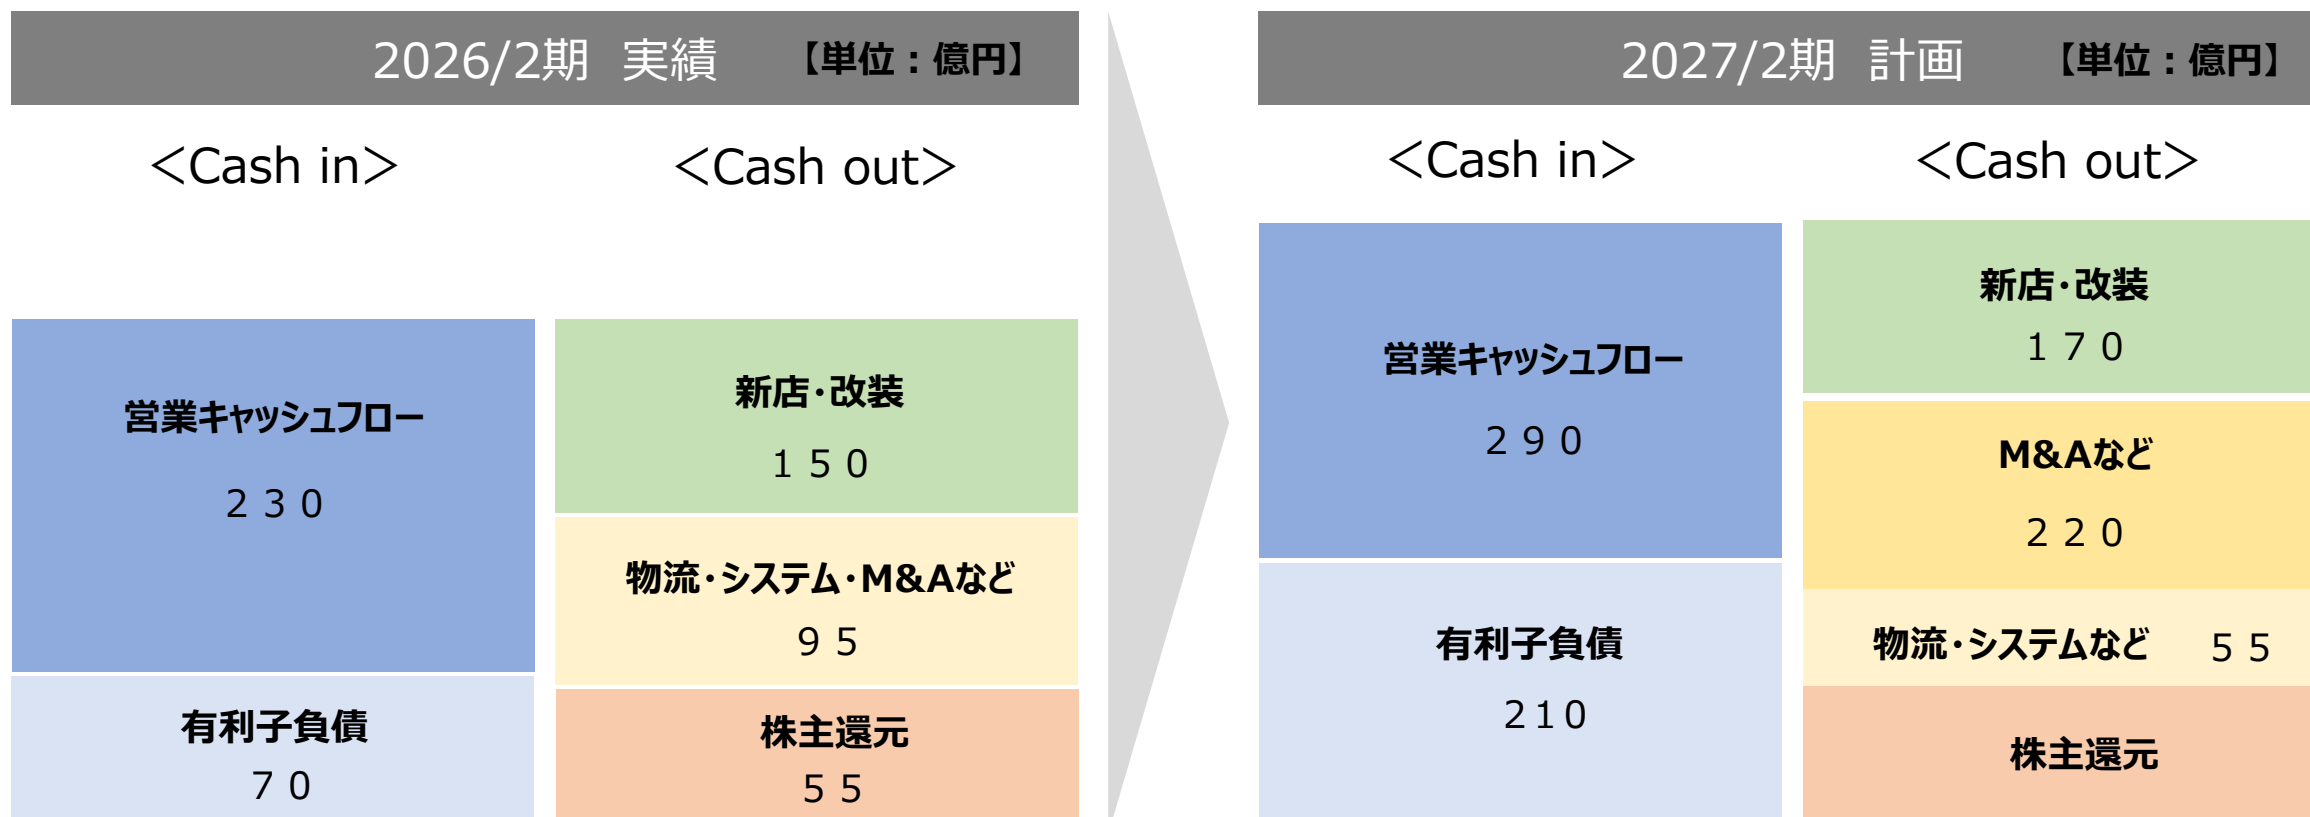 2026/2期 実績 【単位：億円】
＜Cash in＞
＜Cash out＞
営業キャッシュフロー
２３０
有利子負債
７０
新店・改装
１５０
物流・システム・M&Aなど
９５
株主還元
５５
2027/2期 計画 【単位：億円】
＜Cash in＞
＜Cash out＞
営業キャッシュフロー
２９０
有利子負債
２１０
新店・改装
１７０
M&Aなど
２２０
物流・システムなど ５５
株主還元